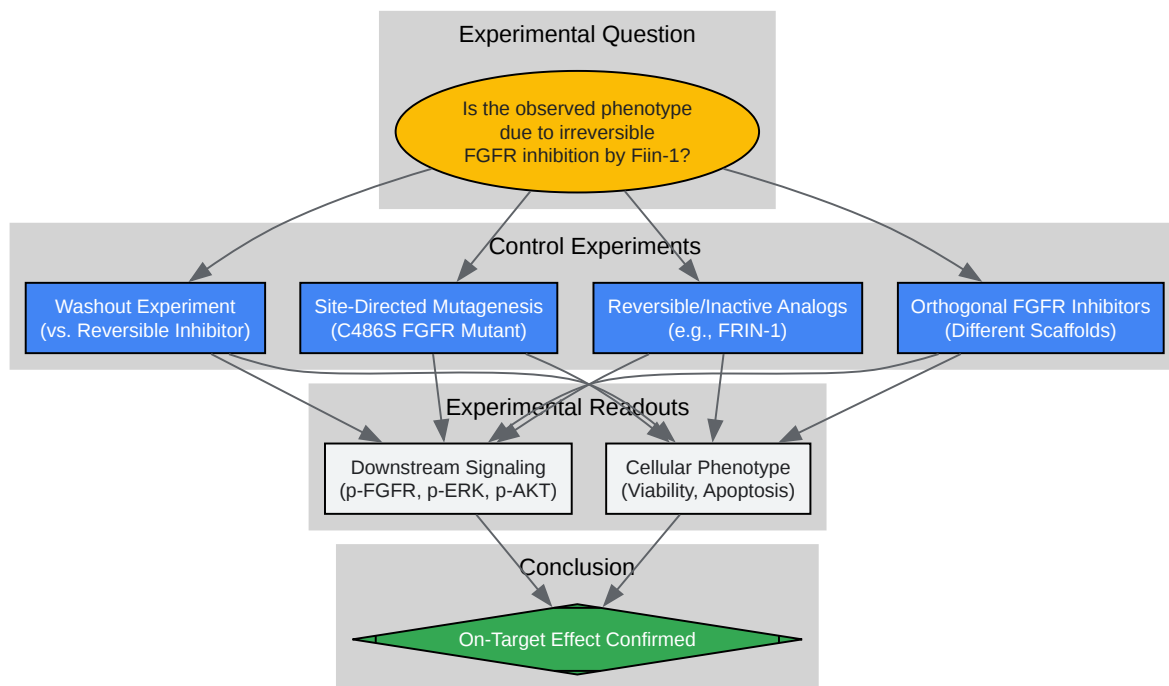 Experimental Question
Is the observed phenotype
due to irreversible
FGFR inhibition by Fiin-1?
Control Experiments
Washout Experiment
(vs. Reversible Inhibitor)
Site-Directed Mutagenesis
(C486S FGFR Mutant)
Reversible/Inactive Analogs
(e.g., FRIN-1)
Orthogonal FGFR Inhibitors
(Different Scaffolds)
Experimental Readouts
Downstream Signaling
(p-FGFR, p-ERK, p-AKT)
Cellular Phenotype
(Viability, Apoptosis)
Conclusion
On-Target Effect Confirmed